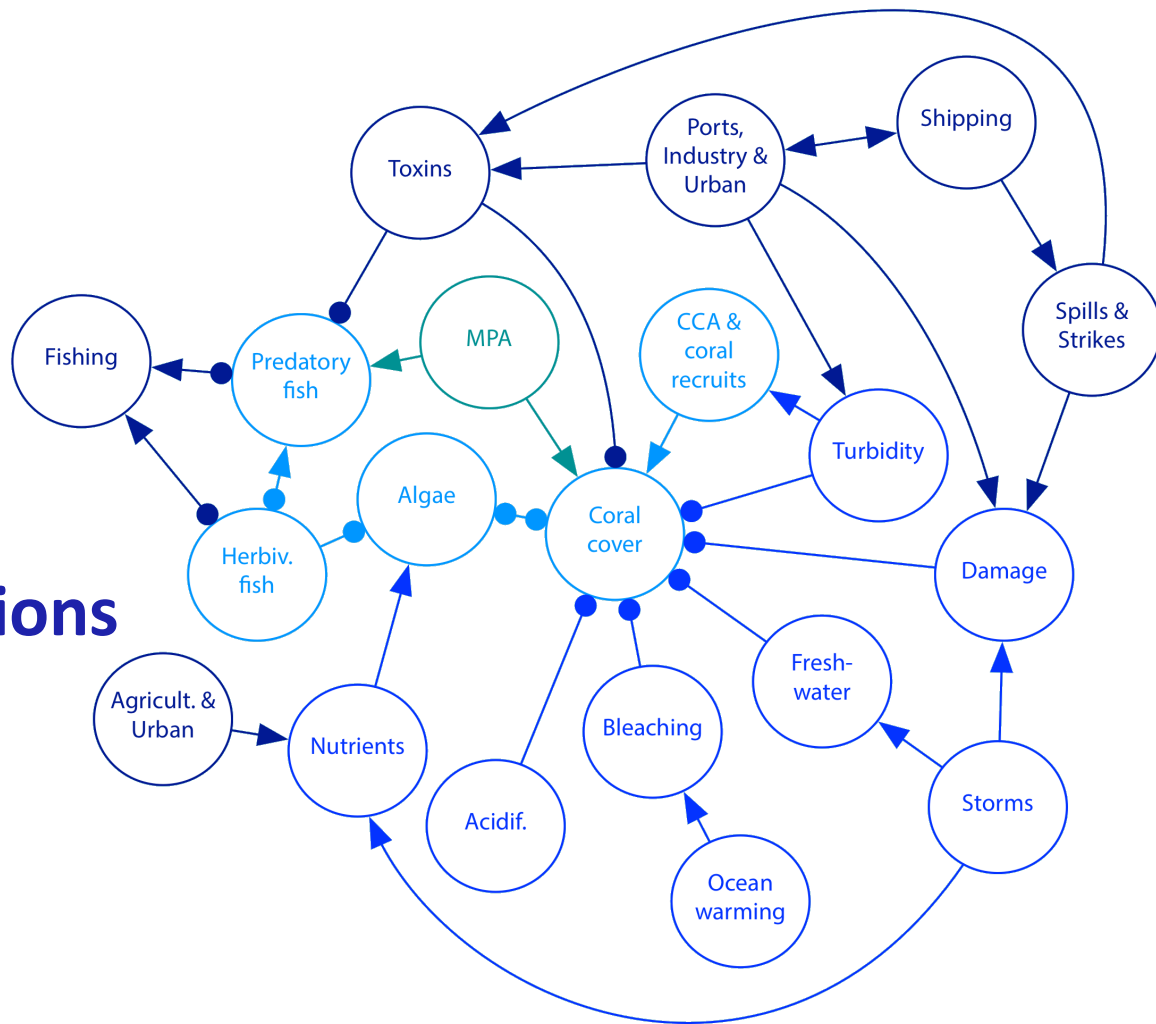 Shipping
Ports,
Industry &
Urban
Toxins
Spills &
Strikes
MPA
CCA &
coral
recruits
Fishing
Predatory
fish
Turbidity
Algae
Coral
cover
Herbiv.
fish
Damage
ions
Fresh-
water
Agricult. &
Urban
Nutrients
Bleaching
Storms
Acidif.
Ocean
warming